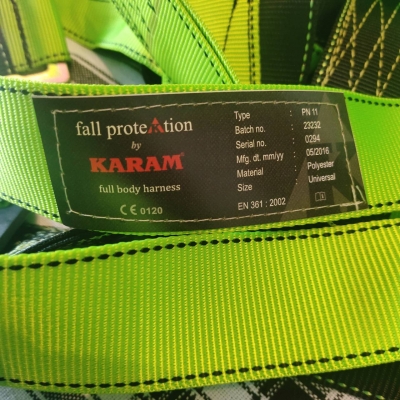 fall protection
by
KARAM
full body harness
CE 0120
Type : PN 11
Batch no. : 23232
Serial no. : 0294
Mfg. dt. mm/yy : 05/2016
Material : Polyester
Size : Universal
EN 361 : 2002